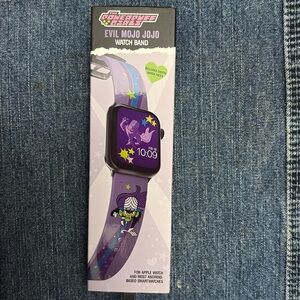 THE
POWERPUFF
GIRLS
EVIL MOJO JOJO
WATCH BAND
10:09
FOR APPLE WATCH
AND MOST ANDROID-
BASED SMARTWATCHES